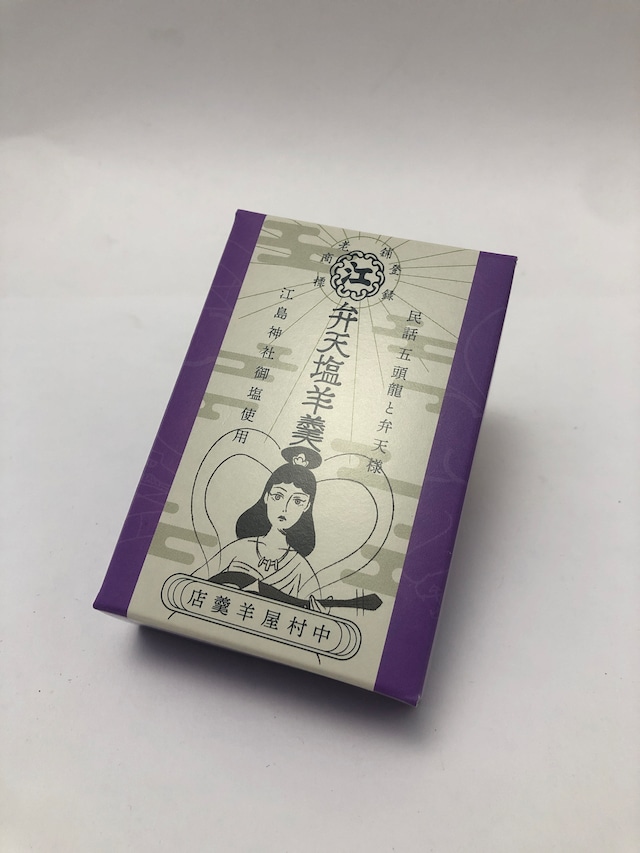 老舗
商登
標録
江
弁天塩羊羹
民話五頭龍と弁天様
江島神社御塩使用
中村屋羊羹店